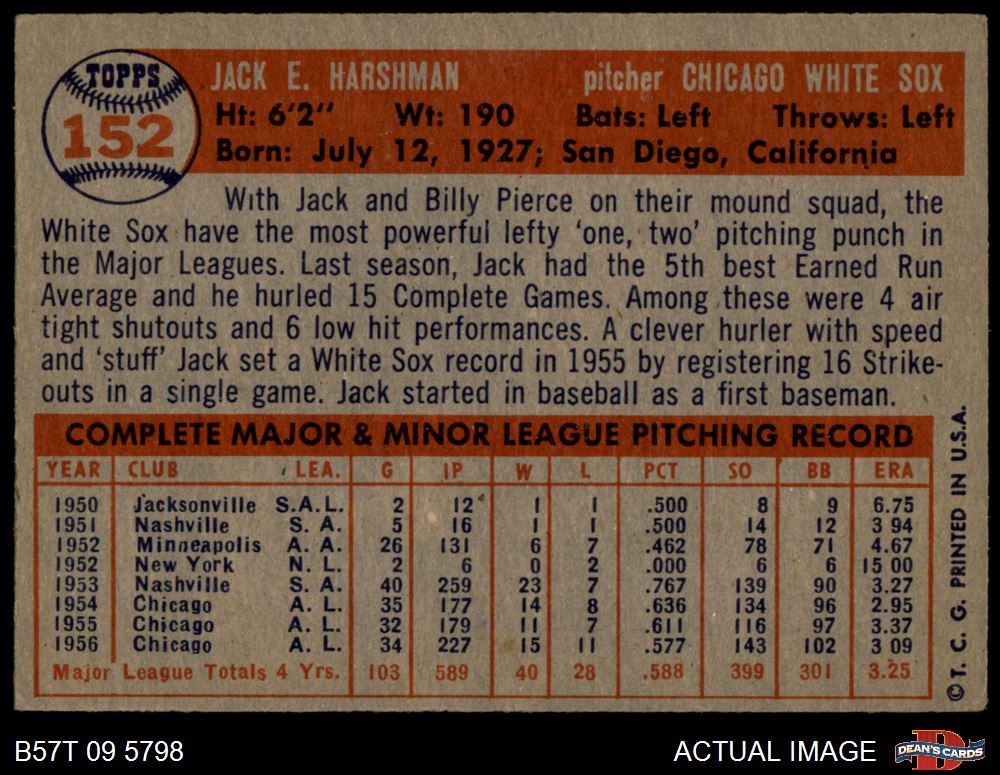 TOPPS
152
JACK E. HARSHMAN pitcher CHICAGO WHITE SOX
Ht: 6'2" Wt: 190 Bats: Left Throws: Left
Born: July 12, 1927; San Diego, California
With Jack and Billy Pierce on their mound squad, the
White Sox have the most powerful lefty 'one, two' pitching punch in
the Major Leagues. Last season, Jack had the 5th best Earned Run
Average and he hurled 15 Complete Games. Among these were 4 air
tight shutouts and 6 low hit performances. A clever hurler with speed
and 'stuff' Jack set a White Sox record in 1955 by registering 16 Strike-
outs in a single game. Jack started in baseball as a first baseman.
COMPLETE MAJOR & MINOR LEAGUE PITCHING RECORD
YEAR CLUB LEA. G IP W L PCT SO BB ERA
1950 Jacksonville S.A.L. 2 12 1 1 .500 8 9 6.75
1951 Nashville S. A. 5 16 1 1 .500 14 12 3 94
1952 Minneapolis A. A. 26 131 6 7 .462 78 71 4.67
1952 New York N. L. 2 6 0 2 .000 6 6 15 00
1953 Nashville S. A. 40 259 23 7 .767 139 90 3.27
1954 Chicago A. L. 35 177 14 8 .636 134 96 2.95
1955 Chicago A. L. 32 179 11 7 .611 116 97 3.37
1956 Chicago A. L. 34 227 15 11 .577 143 102 3 09
Major League Totals 4 Yrs. 103 589 40 28 .588 399 301 3.25
© T. C. G. PRINTED IN U.S.A.
B57T 09 5798
ACTUAL IMAGE
DEAN'S CARDS